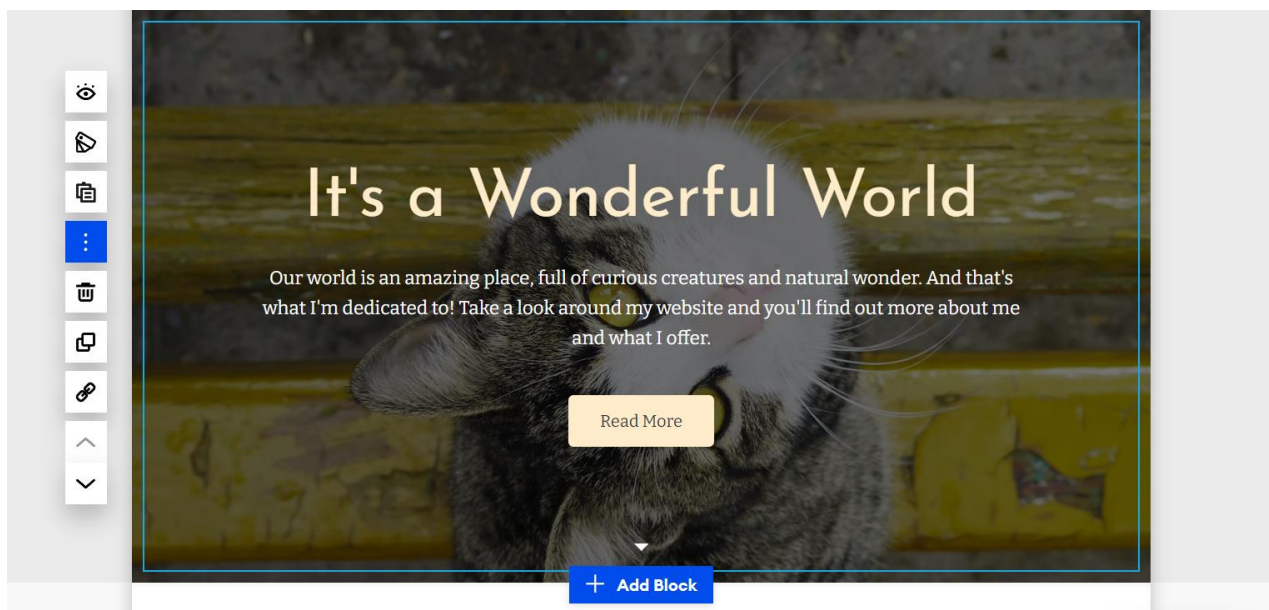 It's a Wonderful World
Our world is an amazing place, full of curious creatures and natural wonder. And that's
what I'm dedicated to! Take a look around my website and you'll find out more about me
and what I offer.
Read More
Add Block